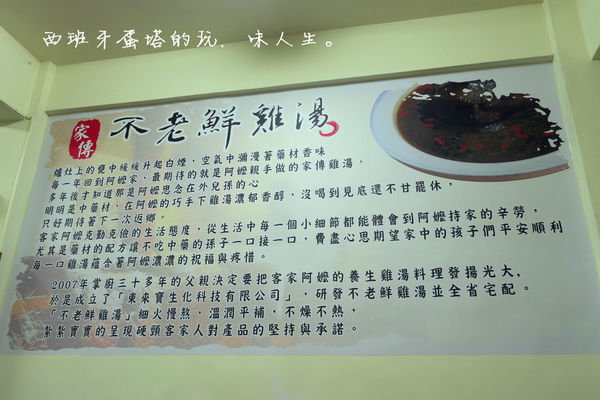 西班牙蛋塔的玩．味人生。
家傳
不老鮮雞湯
爐灶上的甕中緩緩升起白煙，空氣中瀰漫著藥材香味
每一年回到阿嬤家，最期待的就是阿嬤親手做的家傳雞湯，
多年後才知道那是阿嬤思念在外兒孫的心
明明是中藥材，在阿嬤的巧手下雞湯濃郁香醇，沒喝到見底還不甘罷休，
只好期待著下一次返鄉。
客家阿嬤克勤克儉的生活態度，從生活中每一個小細節都能體會到阿嬤持家的辛勞，
尤其是藥材的配方讓不吃中藥的孫子一口接一口，費盡心思期望家中的孩子們平安順利
每一口雞湯蘊含著阿嬤濃濃的祝福與疼惜。
2007年掌廚三十多年的父親決定要把客家阿嬤的養生雞湯料理發揚光大，
於是成立了「東來寶生化科技有限公司」，研發不老鮮雞湯並全省宅配。
「不老鮮雞湯」細火慢熬，溫潤平補，不燥不熱，
紮紮實實的呈現硬頸客家人對產品的堅持與承諾。